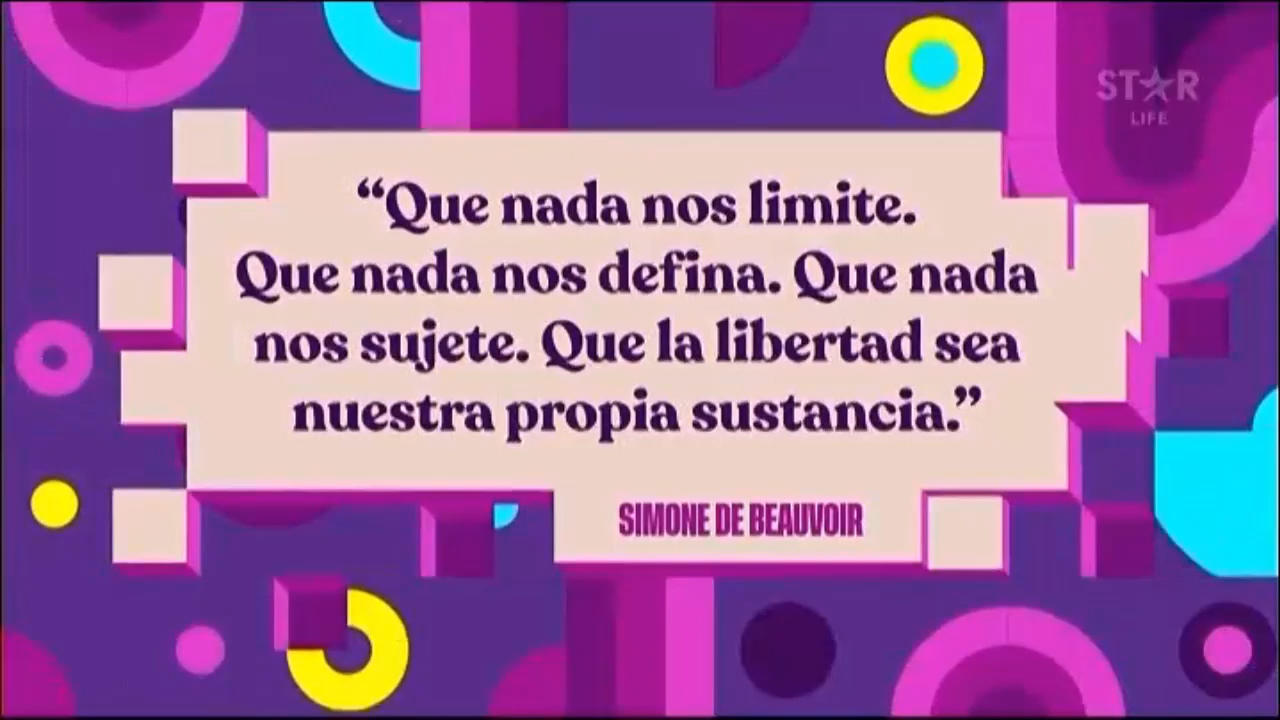 STAR
LIFE
“Que nada nos limite.
Que nada nos defina. Que nada
nos sujete. Que la libertad sea
nuestra propia sustancia.”
SIMONE DE BEAUVOIR